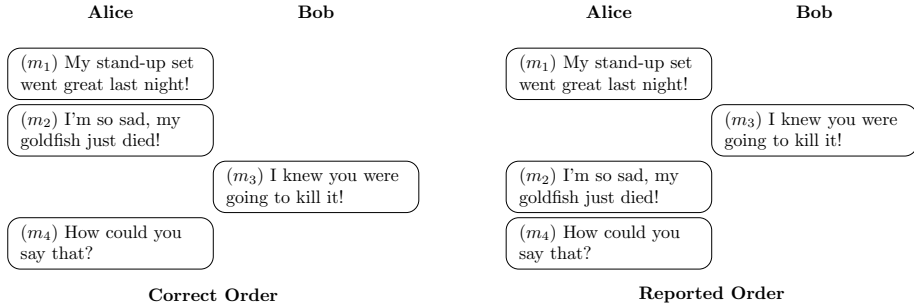 Alice
Bob
(m₁) My stand-up set
went great last night!
(m₂) I'm so sad, my
goldfish just died!
(m₃) I knew you were
going to kill it!
(m₄) How could you
say that?
Correct Order
Alice
Bob
(m₁) My stand-up set
went great last night!
(m₃) I knew you were
going to kill it!
(m₂) I'm so sad, my
goldfish just died!
(m₄) How could you
say that?
Reported Order